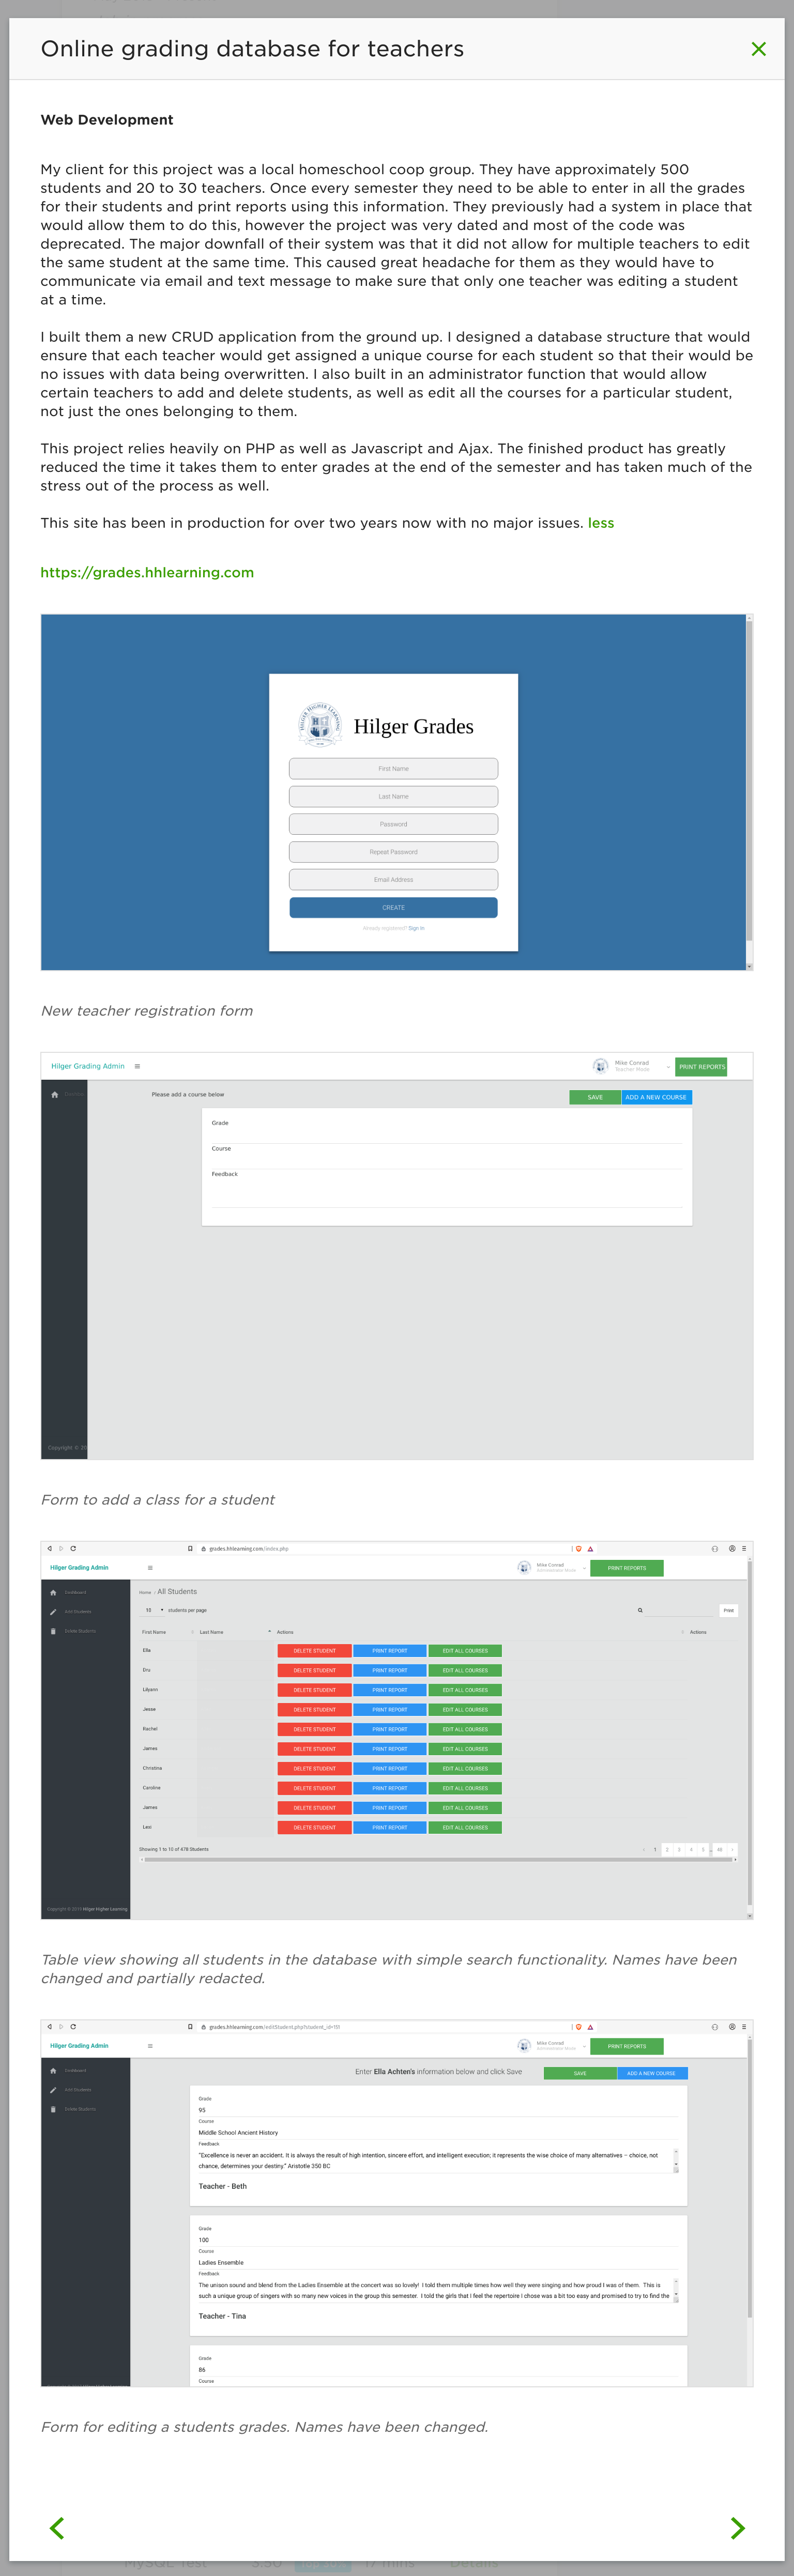 Online grading database for teachers
Web Development
My client for this project was a local homeschool coop group. They have approximately 500
students and 20 to 30 teachers. Once every semester they need to be able to enter in all the grades
for their students and print reports using this information. They previously had a system in place that
would allow them to do this, however the project was very dated and most of the code was
deprecated. The major downfall of their system was that it did not allow for multiple teachers to edit
the same student at the same time. This caused great headache for them as they would have to
communicate via email and text message to make sure that only one teacher was editing a student
at a time.
I built them a new CRUD application from the ground up. I designed a database structure that would
ensure that each teacher would get assigned a unique course for each student so that their would be
no issues with data being overwritten. I also built in an administrator function that would allow
certain teachers to add and delete students, as well as edit all the courses for a particular student,
not just the ones belonging to them.
This project relies heavily on PHP as well as Javascript and Ajax. The finished product has greatly
reduced the time it takes them to enter grades at the end of the semester and has taken much of the
stress out of the process as well.
This site has been in production for over two years now with no major issues. less
https://grades.hhlearning.com
Hilger Grades
First Name
Last Name
Password
Repeat Password
Email Address
CREATE
Already registered? Sign In
New teacher registration form
Hilger Grading Admin
Mike Conrad
Teacher Mode
PRINT REPORTS
Please add a course below
SAVE
ADD A NEW COURSE
Grade
Course
Feedback
Copyright © 20
Form to add a class for a student
grades.hhlearning.com/index.php
Hilger Grading Admin
Mike Conrad
Administrator Mode
PRINT REPORTS
Dashboard
Add Students
Delete Students
Home / All Students
10 students per page
Print
First Name Last Name Actions Actions
Ella DELETE STUDENT PRINT REPORT EDIT ALL COURSES
Dru DELETE STUDENT PRINT REPORT EDIT ALL COURSES
Lilyann DELETE STUDENT PRINT REPORT EDIT ALL COURSES
Jesse DELETE STUDENT PRINT REPORT EDIT ALL COURSES
Rachel DELETE STUDENT PRINT REPORT EDIT ALL COURSES
James DELETE STUDENT PRINT REPORT EDIT ALL COURSES
Christina DELETE STUDENT PRINT REPORT EDIT ALL COURSES
Caroline DELETE STUDENT PRINT REPORT EDIT ALL COURSES
James DELETE STUDENT PRINT REPORT EDIT ALL COURSES
Lexi DELETE STUDENT PRINT REPORT EDIT ALL COURSES
Showing 1 to 10 of 478 Students
‹ 1 2 3 4 5 … 48 ›
Copyright © 2019 Hilger Higher Learning
Table view showing all students in the database with simple search functionality. Names have been
changed and partially redacted.
grades.hhlearning.com/editStudent.php?student_id=191
Hilger Grading Admin
Mike Conrad
Administrator Mode
PRINT REPORTS
Dashboard
Add Students
Delete Students
Enter Ella Achten's information below and click Save
SAVE
ADD A NEW COURSE
Grade
95
Course
Middle School Ancient History
Feedback
"Excellence is never an accident. It is always the result of high intention, sincere effort, and intelligent execution; it represents the wise choice of many alternatives – choice, not
chance, determines your destiny." Aristotle 350 BC
Teacher - Beth
Grade
100
Course
Ladies Ensemble
Feedback
The unison sound and blend from the Ladies Ensemble at the concert was so lovely! I told them multiple times how well they were singing and how proud I was of them. This is
such a unique group of singers with so many new voices in the group this semester. I told the girls that I feel the repertoire I chose was a bit too easy and promised to try to find the
Teacher - Tina
Grade
86
Course
Form for editing a students grades. Names have been changed.